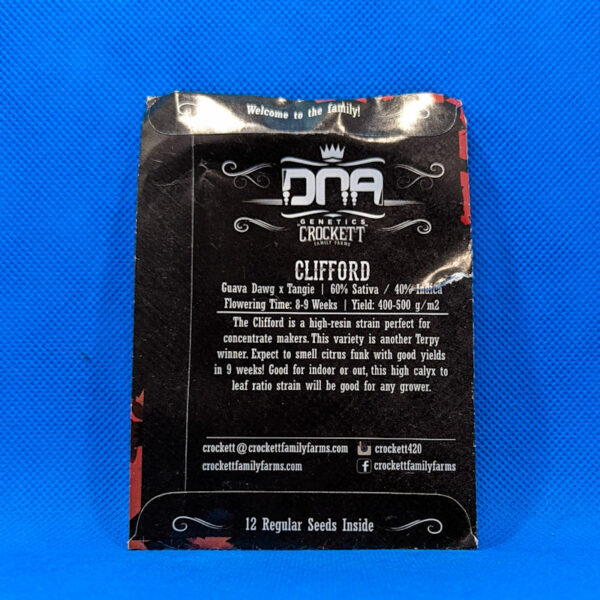 Welcome to the family!
DNA
GENETICS
CROCKETT
FAMILY FARMS
CLIFFORD
Guava Dawg x Tangie | 60% Sativa / 40% Indica
Flowering Time: 8-9 Weeks | Yield: 400-500 g/m2
The Clifford is a high-resin strain perfect for
concentrate makers. This variety is another Terpy
winner. Expect to smell citrus funk with good yields
in 9 weeks! Good for indoor or out, this high calyx to
leaf ratio strain will be good for any grower.
crockett@crockettfamilyfarms.com crockett420
crockettfamilyfarms.com crockettfamilyfarms
12 Regular Seeds Inside